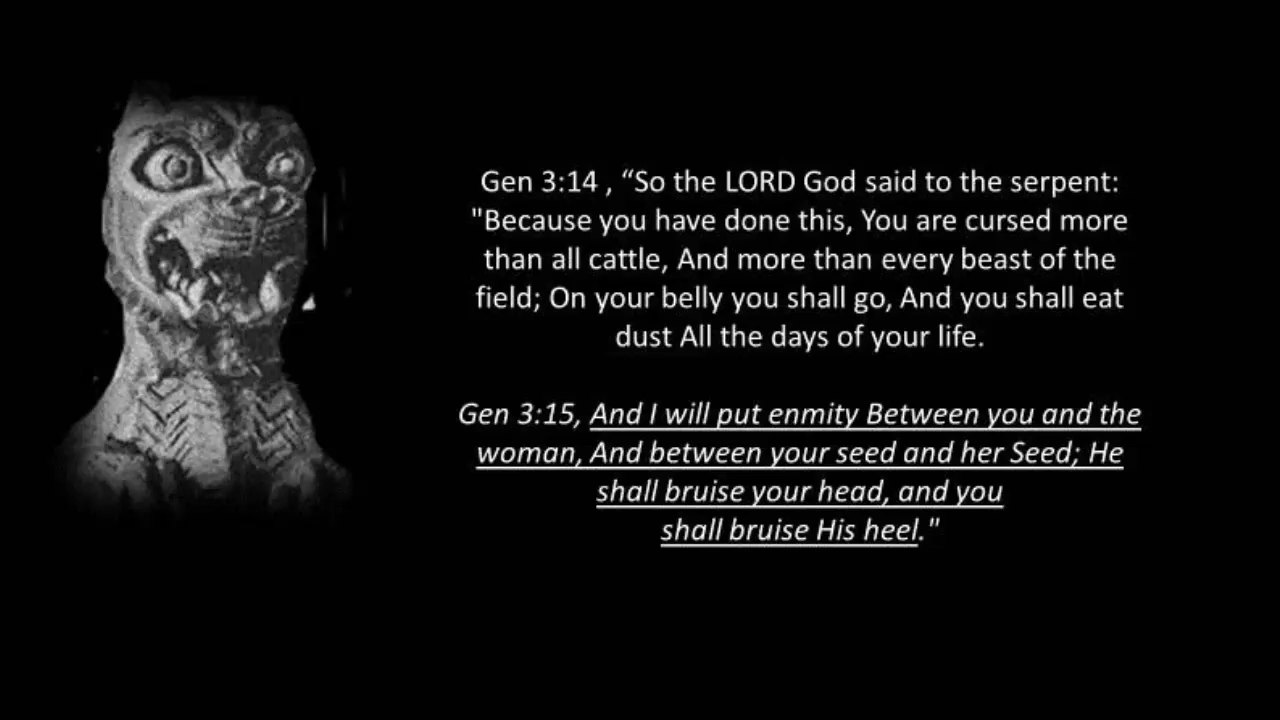 Gen 3:14 , “So the LORD God said to the serpent:
"Because you have done this, You are cursed more
than all cattle, And more than every beast of the
field; On your belly you shall go, And you shall eat
dust All the days of your life.
Gen 3:15, And I will put enmity Between you and the
woman, And between your seed and her Seed; He
shall bruise your head, and you
shall bruise His heel."